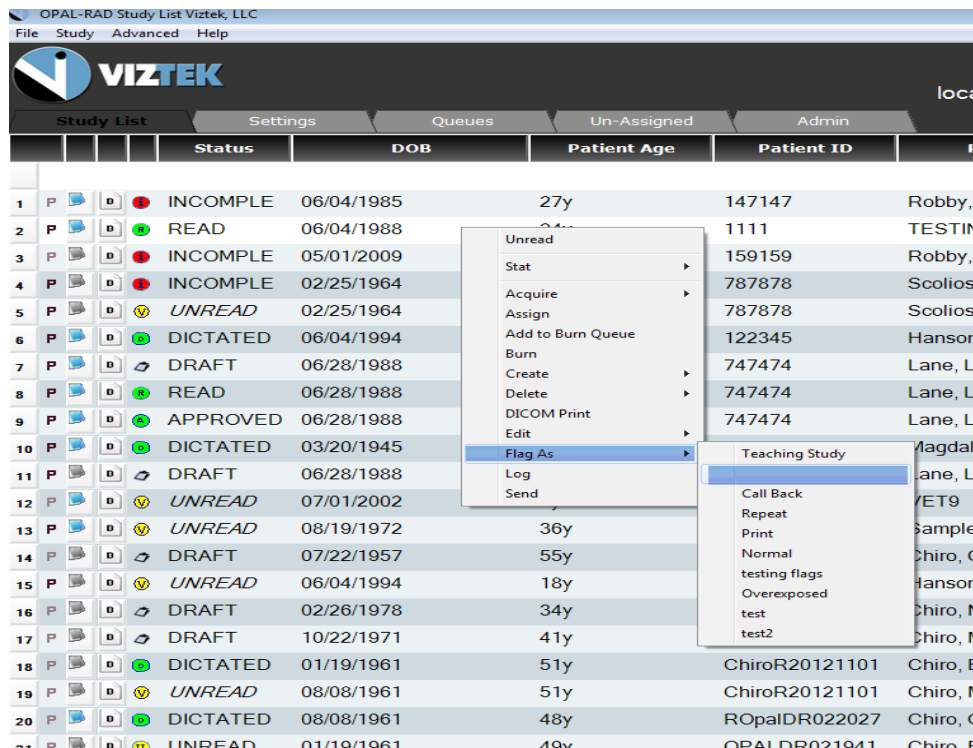 OPAL-RAD Study List Viztek, LLC
File Study Advanced Help
VIZTEK
loca
Study List Settings Queues Un-Assigned Admin
Status DOB Patient Age Patient ID
1 P D I INCOMPLE 06/04/1985 27y 147147 Robby,
2 P D R READ 06/04/1988 1111 TESTIN
3 P D I INCOMPLE 05/01/2009 159159 Robby,
4 P D I INCOMPLE 02/25/1964 787878 Scolios
5 P D V UNREAD 02/25/1964 787878 Scolios
6 P D D DICTATED 06/04/1994 122345 Hanson
7 P D DRAFT 06/28/1988 747474 Lane, L
8 P D R READ 06/28/1988 747474 Lane, L
9 P D A APPROVED 06/28/1988 747474 Lane, L
10 P D D DICTATED 03/20/1945 Magdal
11 P D DRAFT 06/28/1988 Lane, L
12 P D V UNREAD 07/01/2002 VET9
13 P D V UNREAD 08/19/1972 36y Sample
14 P D DRAFT 07/22/1957 55y Chiro, C
15 P D V UNREAD 06/04/1994 18y Hanson
16 P D DRAFT 02/26/1978 34y Chiro, N
17 P D DRAFT 10/22/1971 41y Chiro, M
18 P D D DICTATED 01/19/1961 51y ChiroR20121101 Chiro, E
19 P D V UNREAD 08/08/1961 51y ChiroR20121101 Chiro, M
20 P D D DICTATED 08/08/1961 48y ROpalDR022027 Chiro, C
21 P D UNREAD 01/19/1961 49y OPALDR021941 Chiro, E
Unread
Stat
Acquire
Assign
Add to Burn Queue
Burn
Create
Delete
DICOM Print
Edit
Flag As
Log
Send
Teaching Study
Call Back
Repeat
Print
Normal
testing flags
Overexposed
test
test2